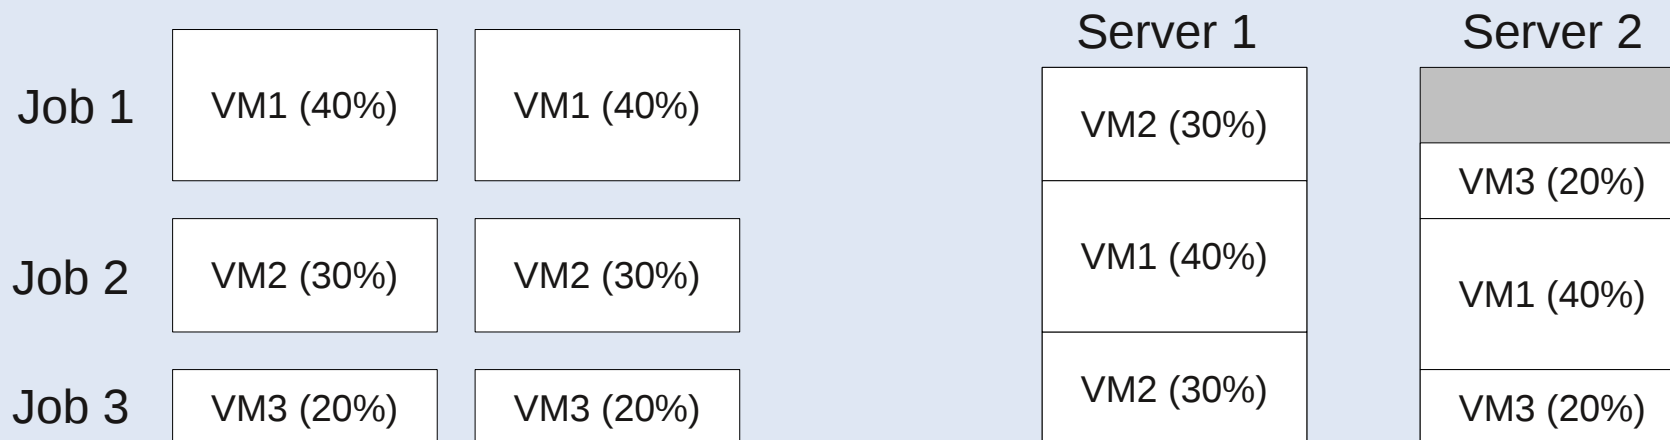 Job 1
VM1 (40%)
VM1 (40%)
Job 2
VM2 (30%)
VM2 (30%)
Job 3
VM3 (20%)
VM3 (20%)
Server 1
VM2 (30%)
VM1 (40%)
VM2 (30%)
Server 2
VM3 (20%)
VM1 (40%)
VM3 (20%)